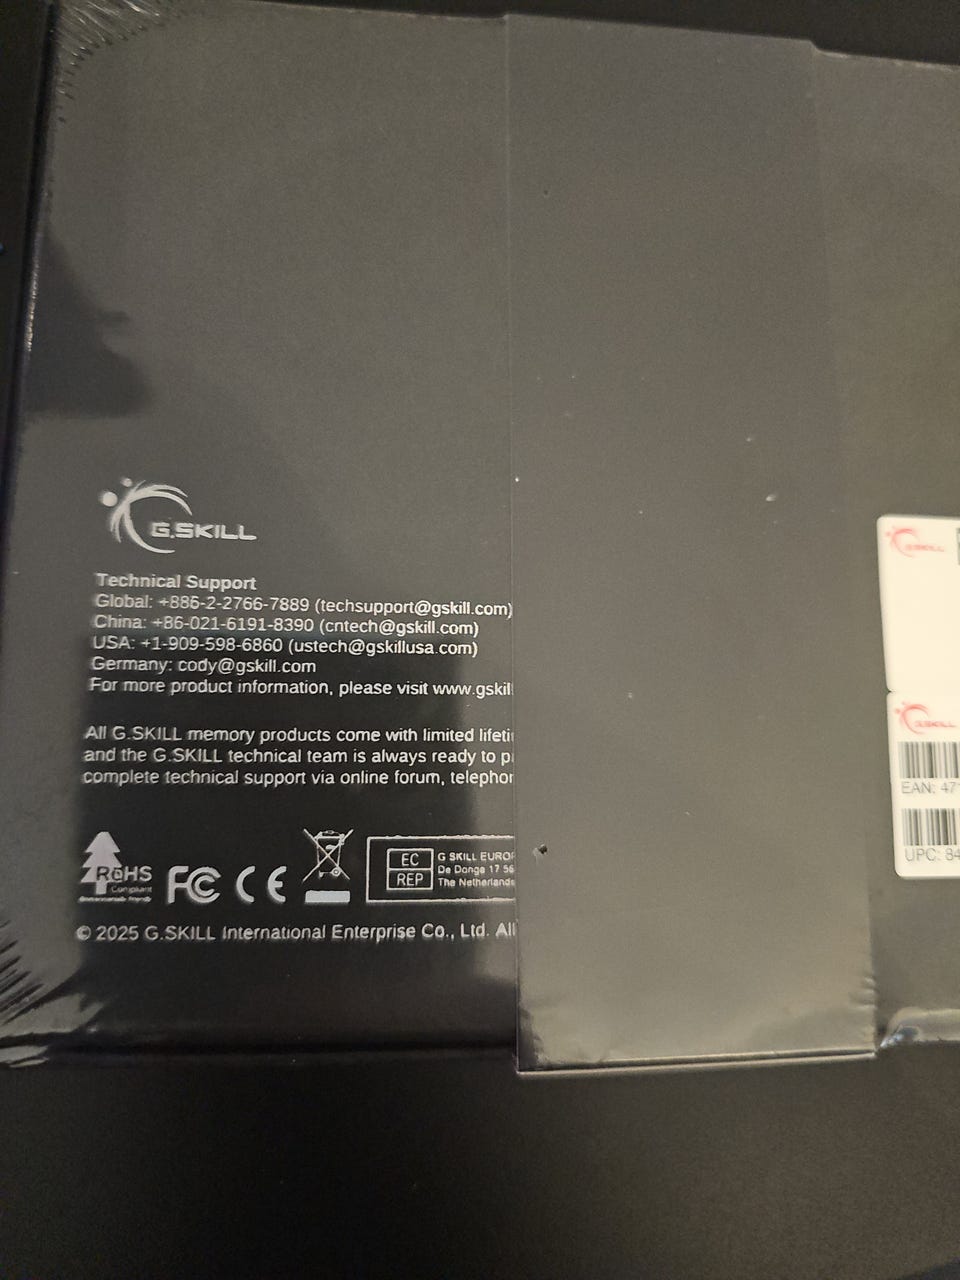 G.SKILL
Technical Support
Global: +886-2-2766-7889 (techsupport@gskill.com)
China: +86-021-6191-8390 (cntech@gskill.com)
USA: +1-909-598-6860 (ustech@gskillusa.com)
Germany: cody@gskill.com
For more product information, please visit www.gskil
All G.SKILL memory products come with limited lifeti
and the G.SKILL technical team is always ready to p
complete technical support via online forum, telephon
RoHS
Compliant
FC CE
EC
REP
G SKILL EUROP
De Donge 17 56
The Netherlands
© 2025 G.SKILL International Enterprise Co., Ltd. All
G.SKILL
G.SKILL
EAN: 471
UPC: 84